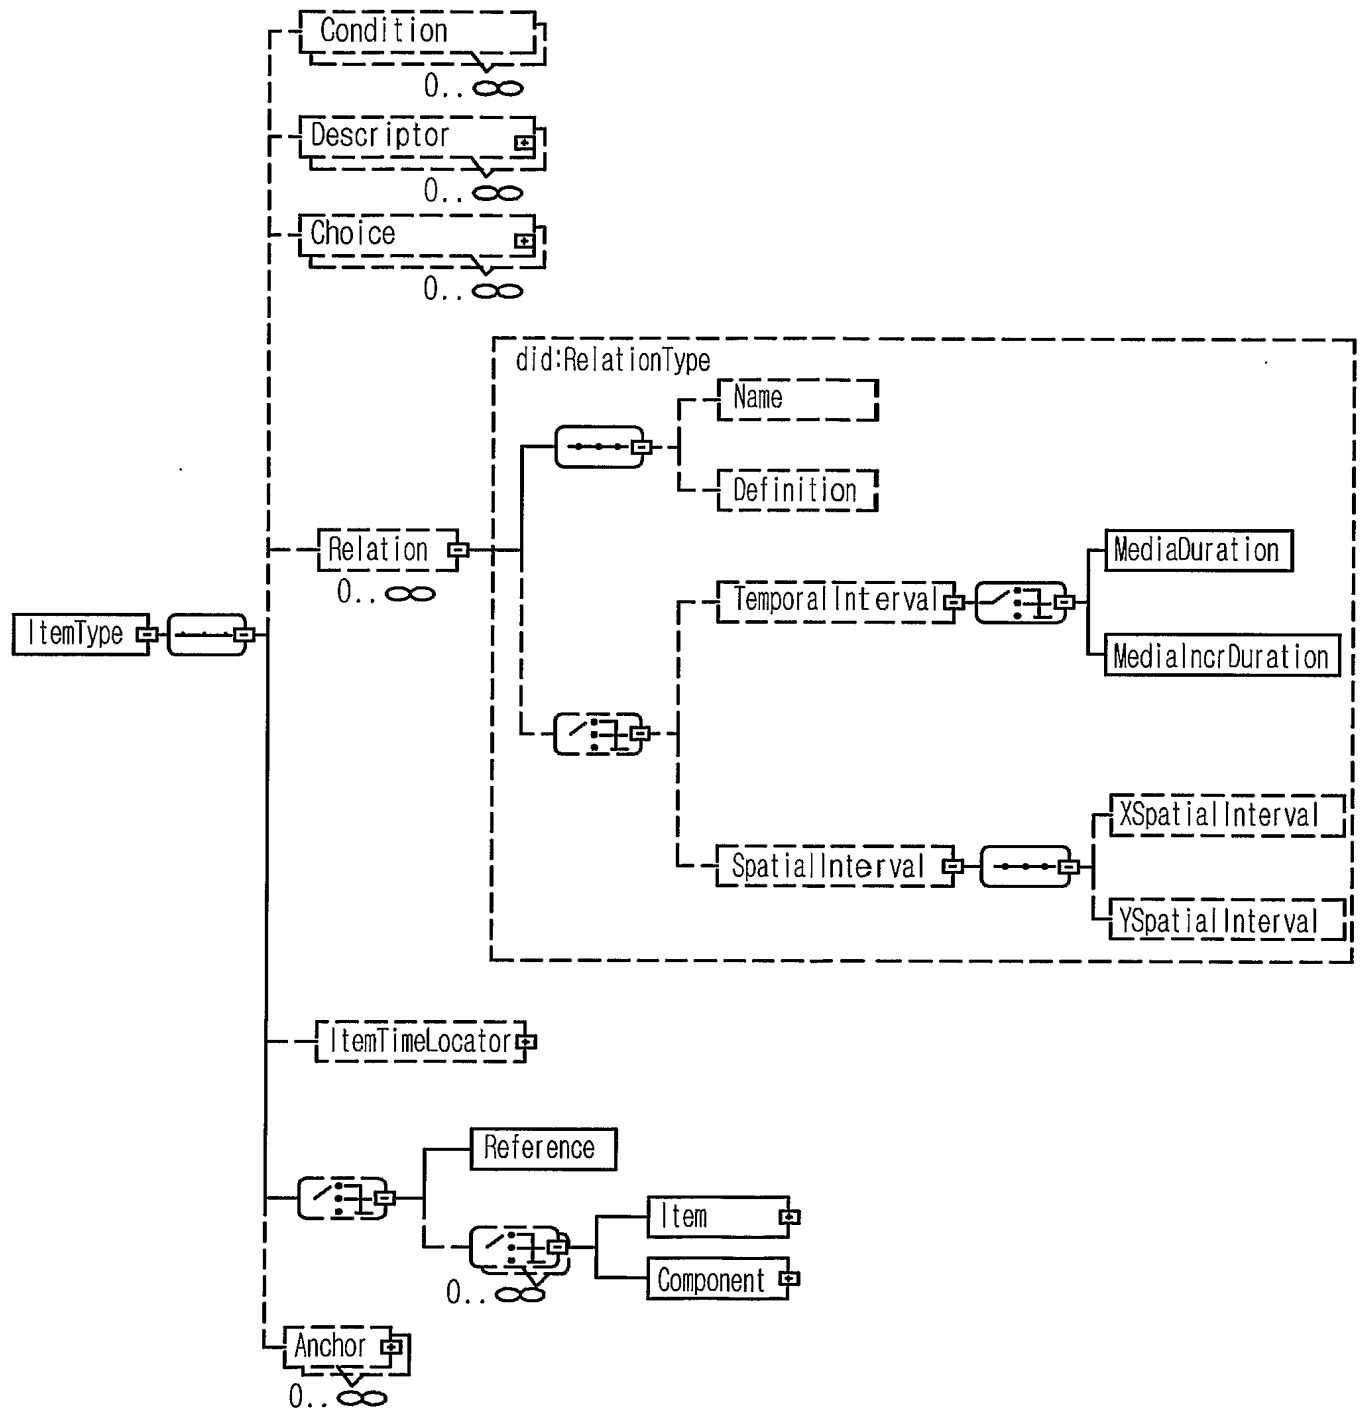 Condition
0..∞
Descriptor
0..∞
Choice
0..∞
did:RelationType
Name
Definition
Relation
0..∞
MediaDuration
TemporalInterval
ItemType
MediaIncrDuration
XSpatialInterval
SpatialInterval
YSpatialInterval
ItemTimeLocator
Reference
Item
Component
0..∞
Anchor
0..∞